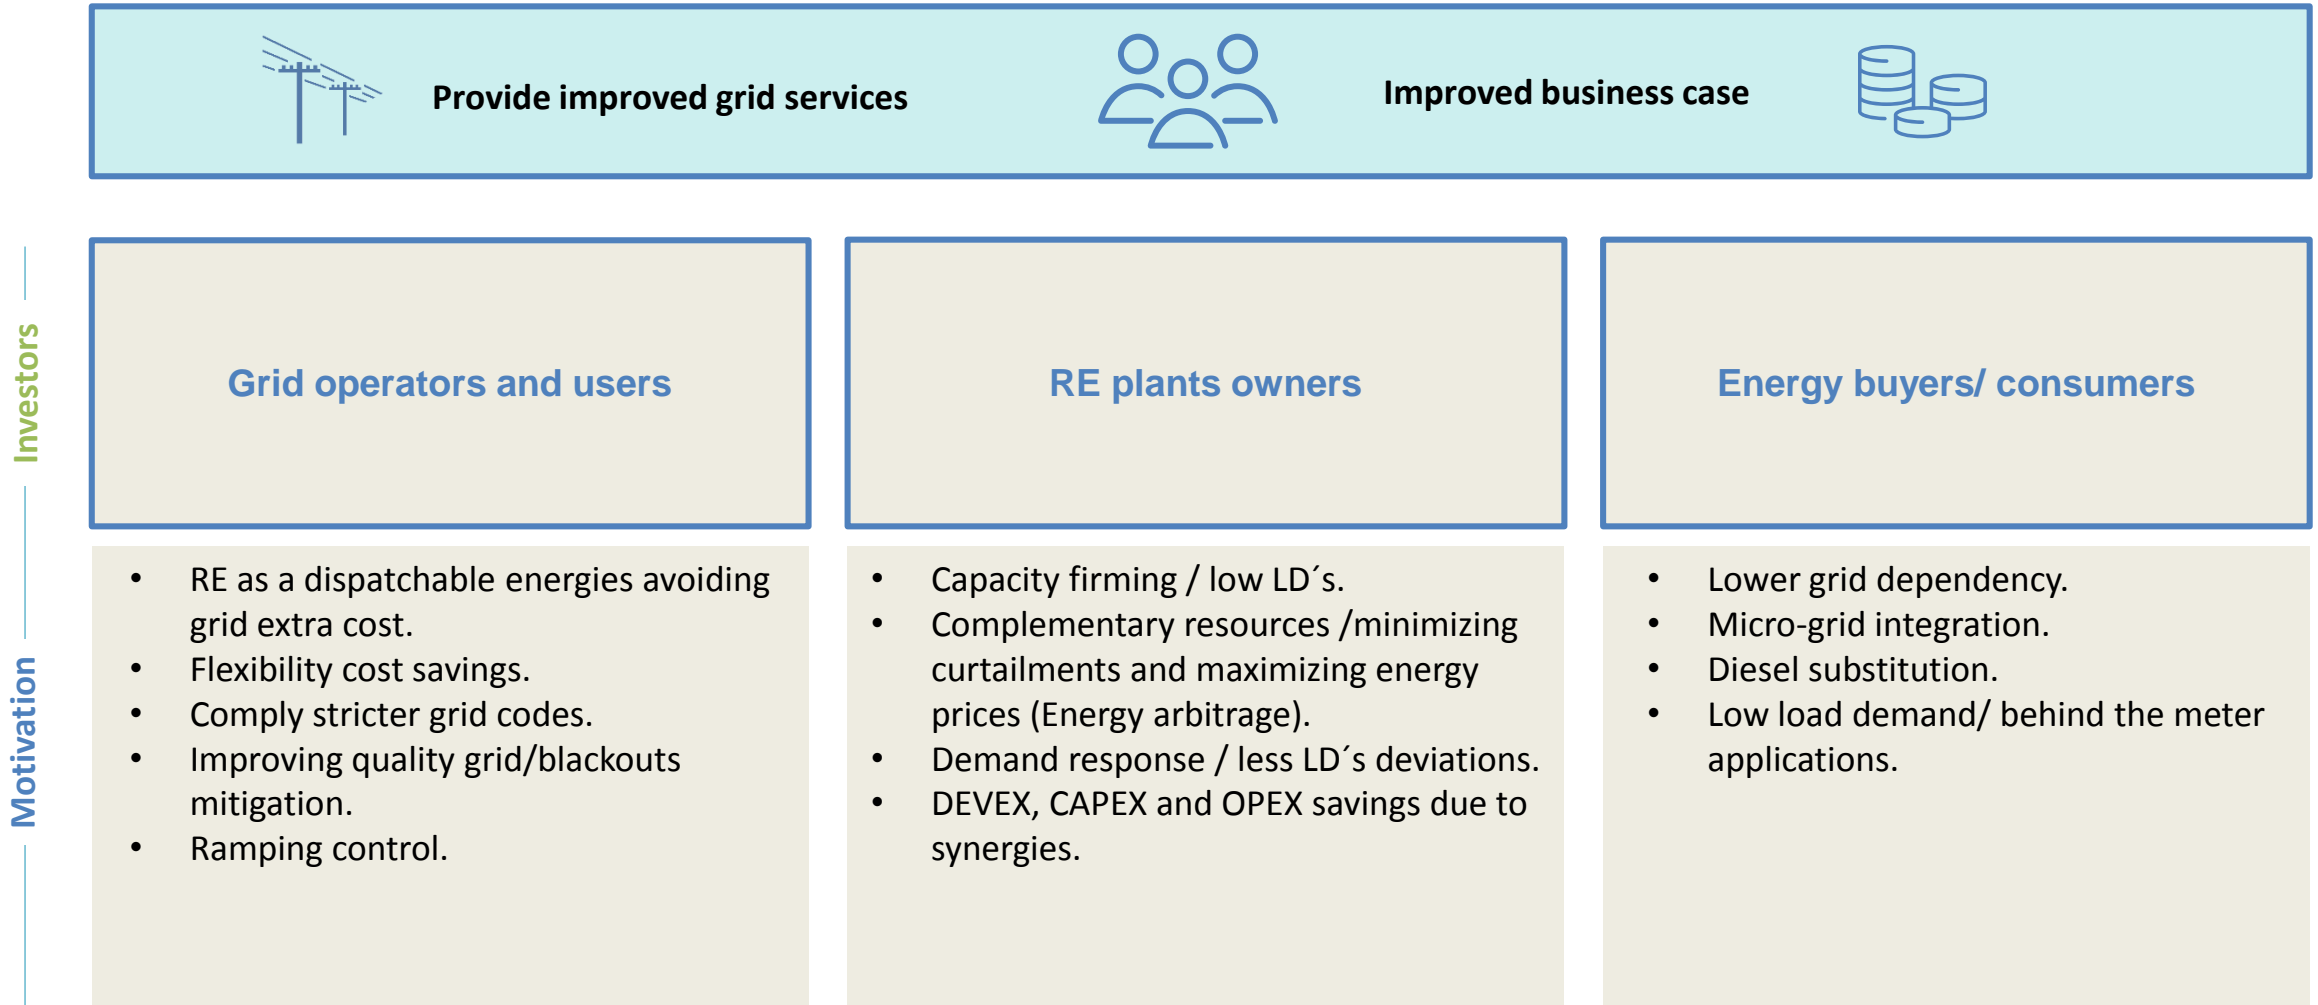 Provide improved grid services
Improved business case
Investors
Grid operators and users
RE plants owners
Energy buyers/ consumers
Motivation
• RE as a dispatchable energies avoiding
grid extra cost.
• Flexibility cost savings.
• Comply stricter grid codes.
• Improving quality grid/blackouts
mitigation.
• Ramping control.
• Capacity firming / low LD´s.
• Complementary resources /minimizing
curtailments and maximizing energy
prices (Energy arbitrage).
• Demand response / less LD´s deviations.
• DEVEX, CAPEX and OPEX savings due to
synergies.
• Lower grid dependency.
• Micro-grid integration.
• Diesel substitution.
• Low load demand/ behind the meter
applications.